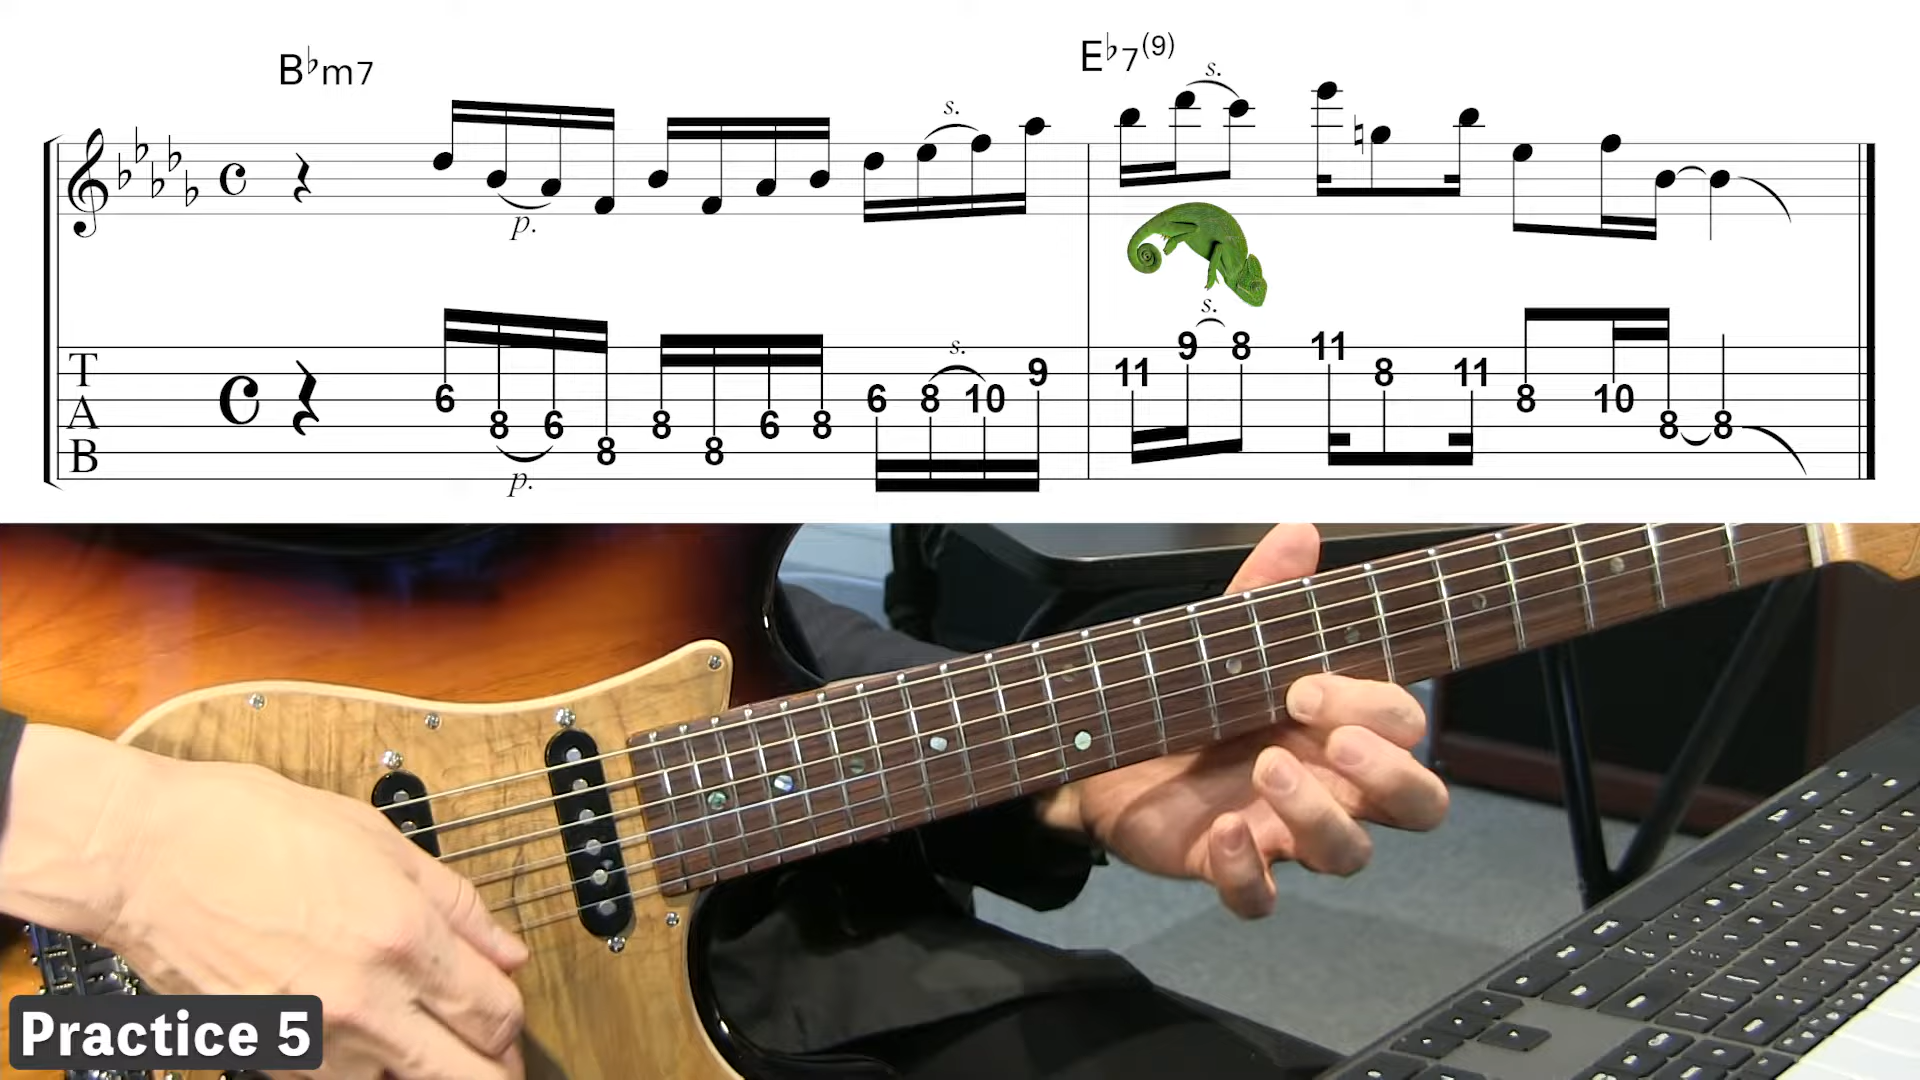 B♭m7 E♭7(9)
s. s.
p.
s. s.
T
A
B
6 8 6 8 8 8 6 8 6 8 10 9 11 9 8 11 8 11 8 10 8 8
p.
Practice 5